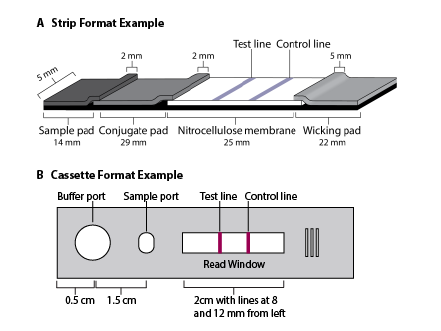 A Strip Format Example
Test line Control line
2 mm 2 mm 5 mm
5 mm
Sample pad Conjugate pad Nitrocellulose membrane Wicking pad
14 mm 29 mm 25 mm 22 mm
B Cassette Format Example
Buffer port Sample port Test line Control line
Read Window
0.5 cm 1.5 cm 2cm with lines at 8
and 12 mm from left